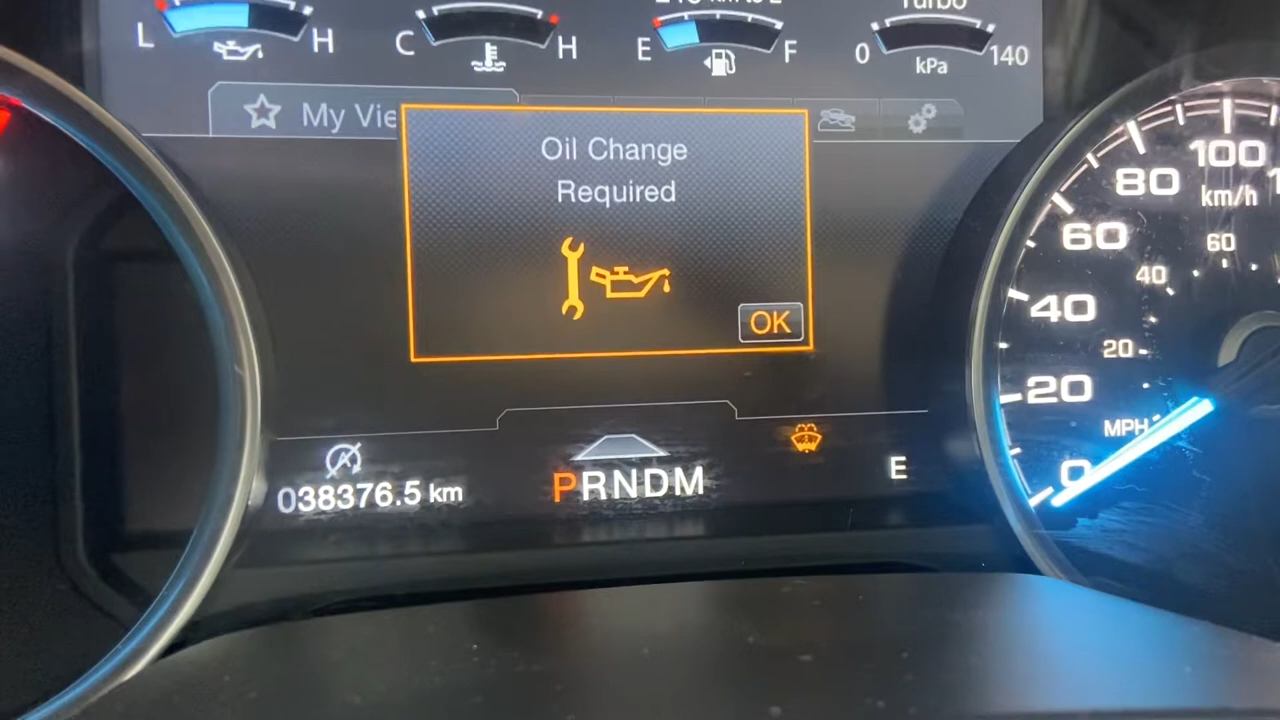 L H
C H
E F
Turbo
0 140
kPa
My Vie
Oil Change
Required
OK
038376.5 km
PRNDM
E
100
80
km/h
60
60
40
40
20
20
MPH
0